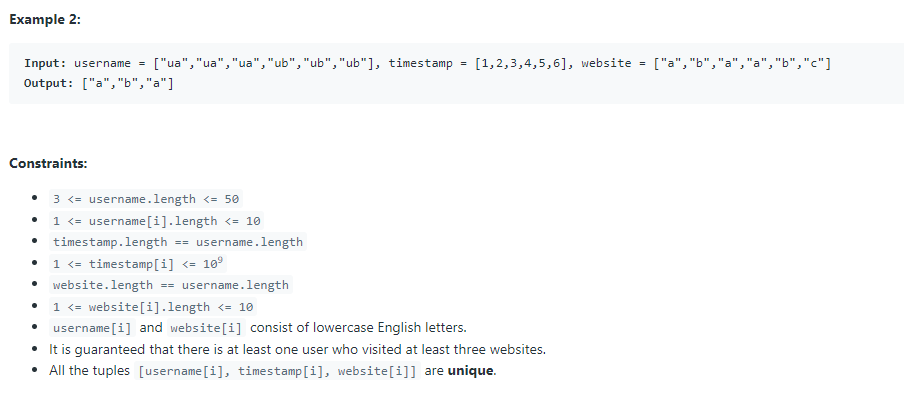 Example 2:
Input: username = ["ua","ua","ua","ub","ub","ub"], timestamp = [1,2,3,4,5,6], website = ["a","b","a","a","b","c"]
Output: ["a","b","a"]
Constraints:
• 3 <= username.length <= 50
• 1 <= username[i].length <= 10
• timestamp.length == username.length
• 1 <= timestamp[i] <= 10⁹
• website.length == username.length
• 1 <= website[i].length <= 10
• username[i] and website[i] consist of lowercase English letters.
• It is guaranteed that there is at least one user who visited at least three websites.
• All the tuples [username[i], timestamp[i], website[i]] are unique.